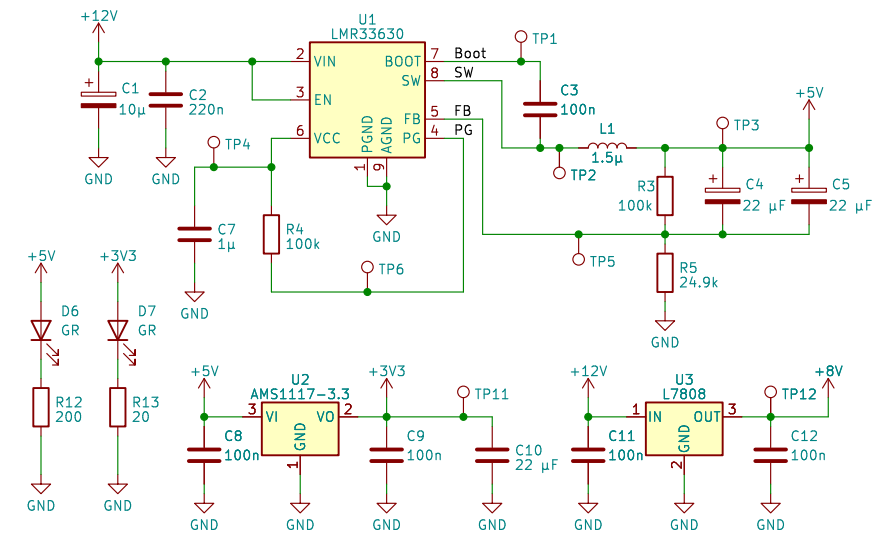 +12V
U1
LMR33630
2 VIN
BOOT 7 Boot
TP1
SW 8 SW
C1
10µ
C2
220n
3 EN
C3
100n
+5V
FB 5 FB
TP4
6 VCC
PG 4 PG
L1
1.5µ
TP3
PGND
AGND
1
9
TP2
GND
GND
R3
100k
C4
22 µF
C5
22 µF
C7
1µ
R4
100k
GND
+5V
+3V3
TP6
TP5
R5
24.9k
GND
D6
GR
D7
GR
GND
+5V
U2
AMS1117-3.3
+3V3
TP11
+12V
U3
L7808
TP12
+8V
R12
200
R13
20
3 VI
VO 2
GND
1
1 IN
OUT 3
GND
2
C8
100n
C9
100n
C10
22 µF
C11
100n
C12
100n
GND
GND
GND
GND
GND
GND
GND
GND
GND